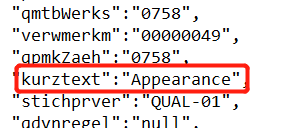 "qmtbWerks":"0758",
"verwmerkm":"00000049",
"qpmkZaeh":"0758",
"kurztext":"Appearance",
"stichprver":"QUAL-01",
"qdynregel":"null",